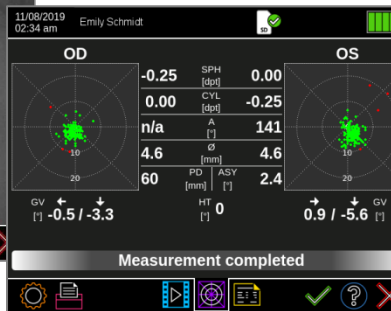 11/08/2019
02:34 am
Emily Schmidt
SD
OD
OS
-0.25 SPH [dpt] 0.00
0.00 CYL [dpt] -0.25
n/a A [°] 141
4.6 Ø [mm] 4.6
60 PD [mm] ASY [°] 2.4
HT [°] 0
10
20
10
20
GV [°] -0.5 / -3.3
0.9 / -5.6 GV [°]
Measurement completed
?